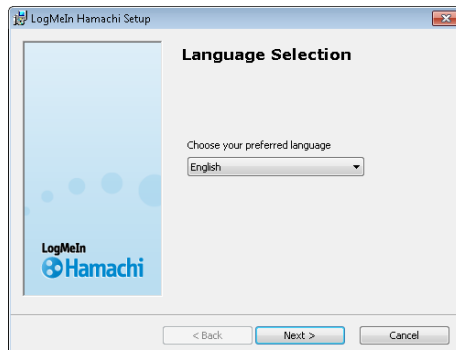 LogMeIn Hamachi Setup
Language Selection
Choose your preferred language
English
LogMeIn
Hamachi
< Back
Next >
Cancel